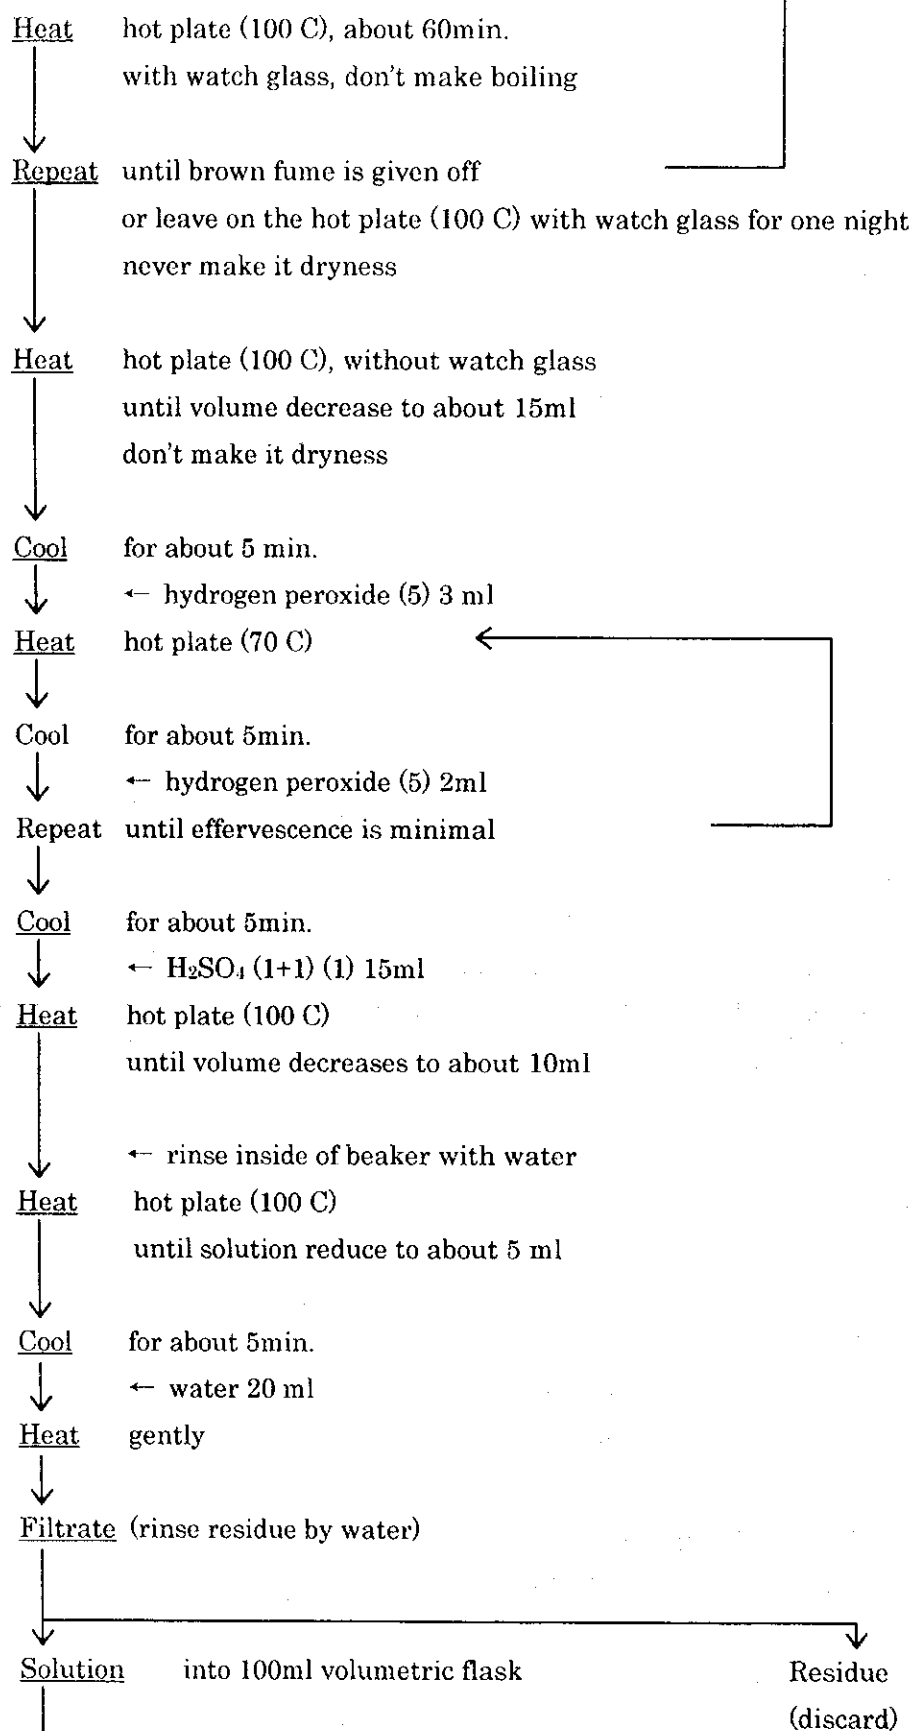 Heat hot plate (100 C), about 60min.
with watch glass, don't make boiling
Repeat until brown fume is given off
or leave on the hot plate (100 C) with watch glass for one night
never make it dryness
Heat hot plate (100 C), without watch glass
until volume decrease to about 15ml
don't make it dryness
Cool for about 5 min.
← hydrogen peroxide (5) 3 ml
Heat hot plate (70 C)
Cool for about 5min.
← hydrogen peroxide (5) 2ml
Repeat until effervescence is minimal
Cool for about 5min.
← H₂SO₄ (1+1) (1) 15ml
Heat hot plate (100 C)
until volume decreases to about 10ml
← rinse inside of beaker with water
Heat hot plate (100 C)
until solution reduce to about 5 ml
Cool for about 5min.
← water 20 ml
Heat gently
Filtrate (rinse residue by water)
Solution into 100ml volumetric flask Residue
(discard)